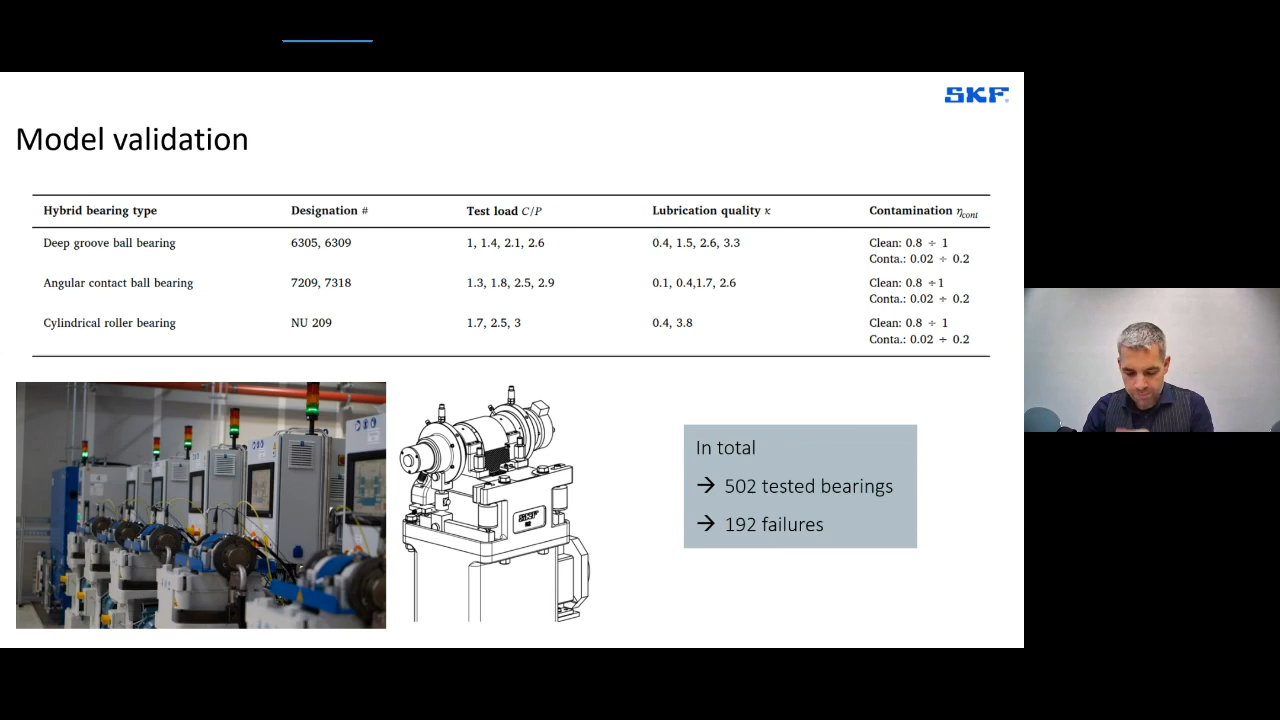 SKF
Model validation
Hybrid bearing type Designation # Test load C/P Lubrication quality κ Contamination η_cont
Deep groove ball bearing 6305, 6309 1, 1.4, 2.1, 2.6 0.4, 1.5, 2.6, 3.3 Clean: 0.8 ÷ 1
Conta.: 0.02 ÷ 0.2
Angular contact ball bearing 7209, 7318 1.3, 1.8, 2.5, 2.9 0.1, 0.4,1.7, 2.6 Clean: 0.8 ÷1
Conta.: 0.02 ÷ 0.2
Cylindrical roller bearing NU 209 1.7, 2.5, 3 0.4, 3.8 Clean: 0.8 ÷ 1
Conta.: 0.02 ÷ 0.2
SKF
In total
→ 502 tested bearings
→ 192 failures